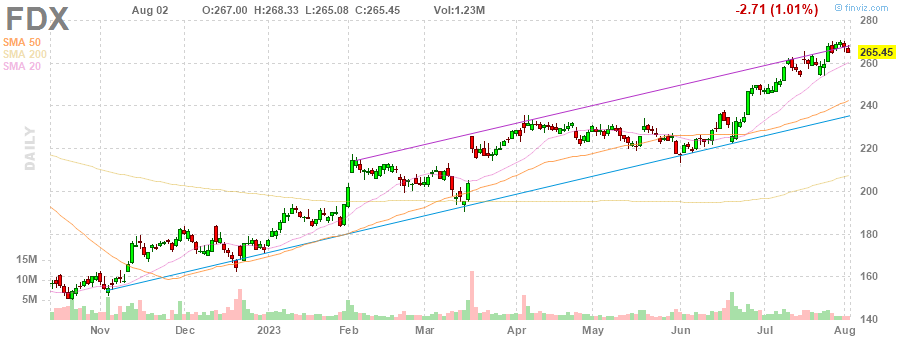 FDX Aug 02 O:267.00 H:268.33 L:265.08 C:265.45 Vol:1.23M -2.71 (1.01%) finviz.com
SMA 50
SMA 200
SMA 20
DAILY
15M
10M
5M
280
265.45
260
240
220
200
180
160
140
Nov Dec 2023 Feb Mar Apr May Jun Jul Aug